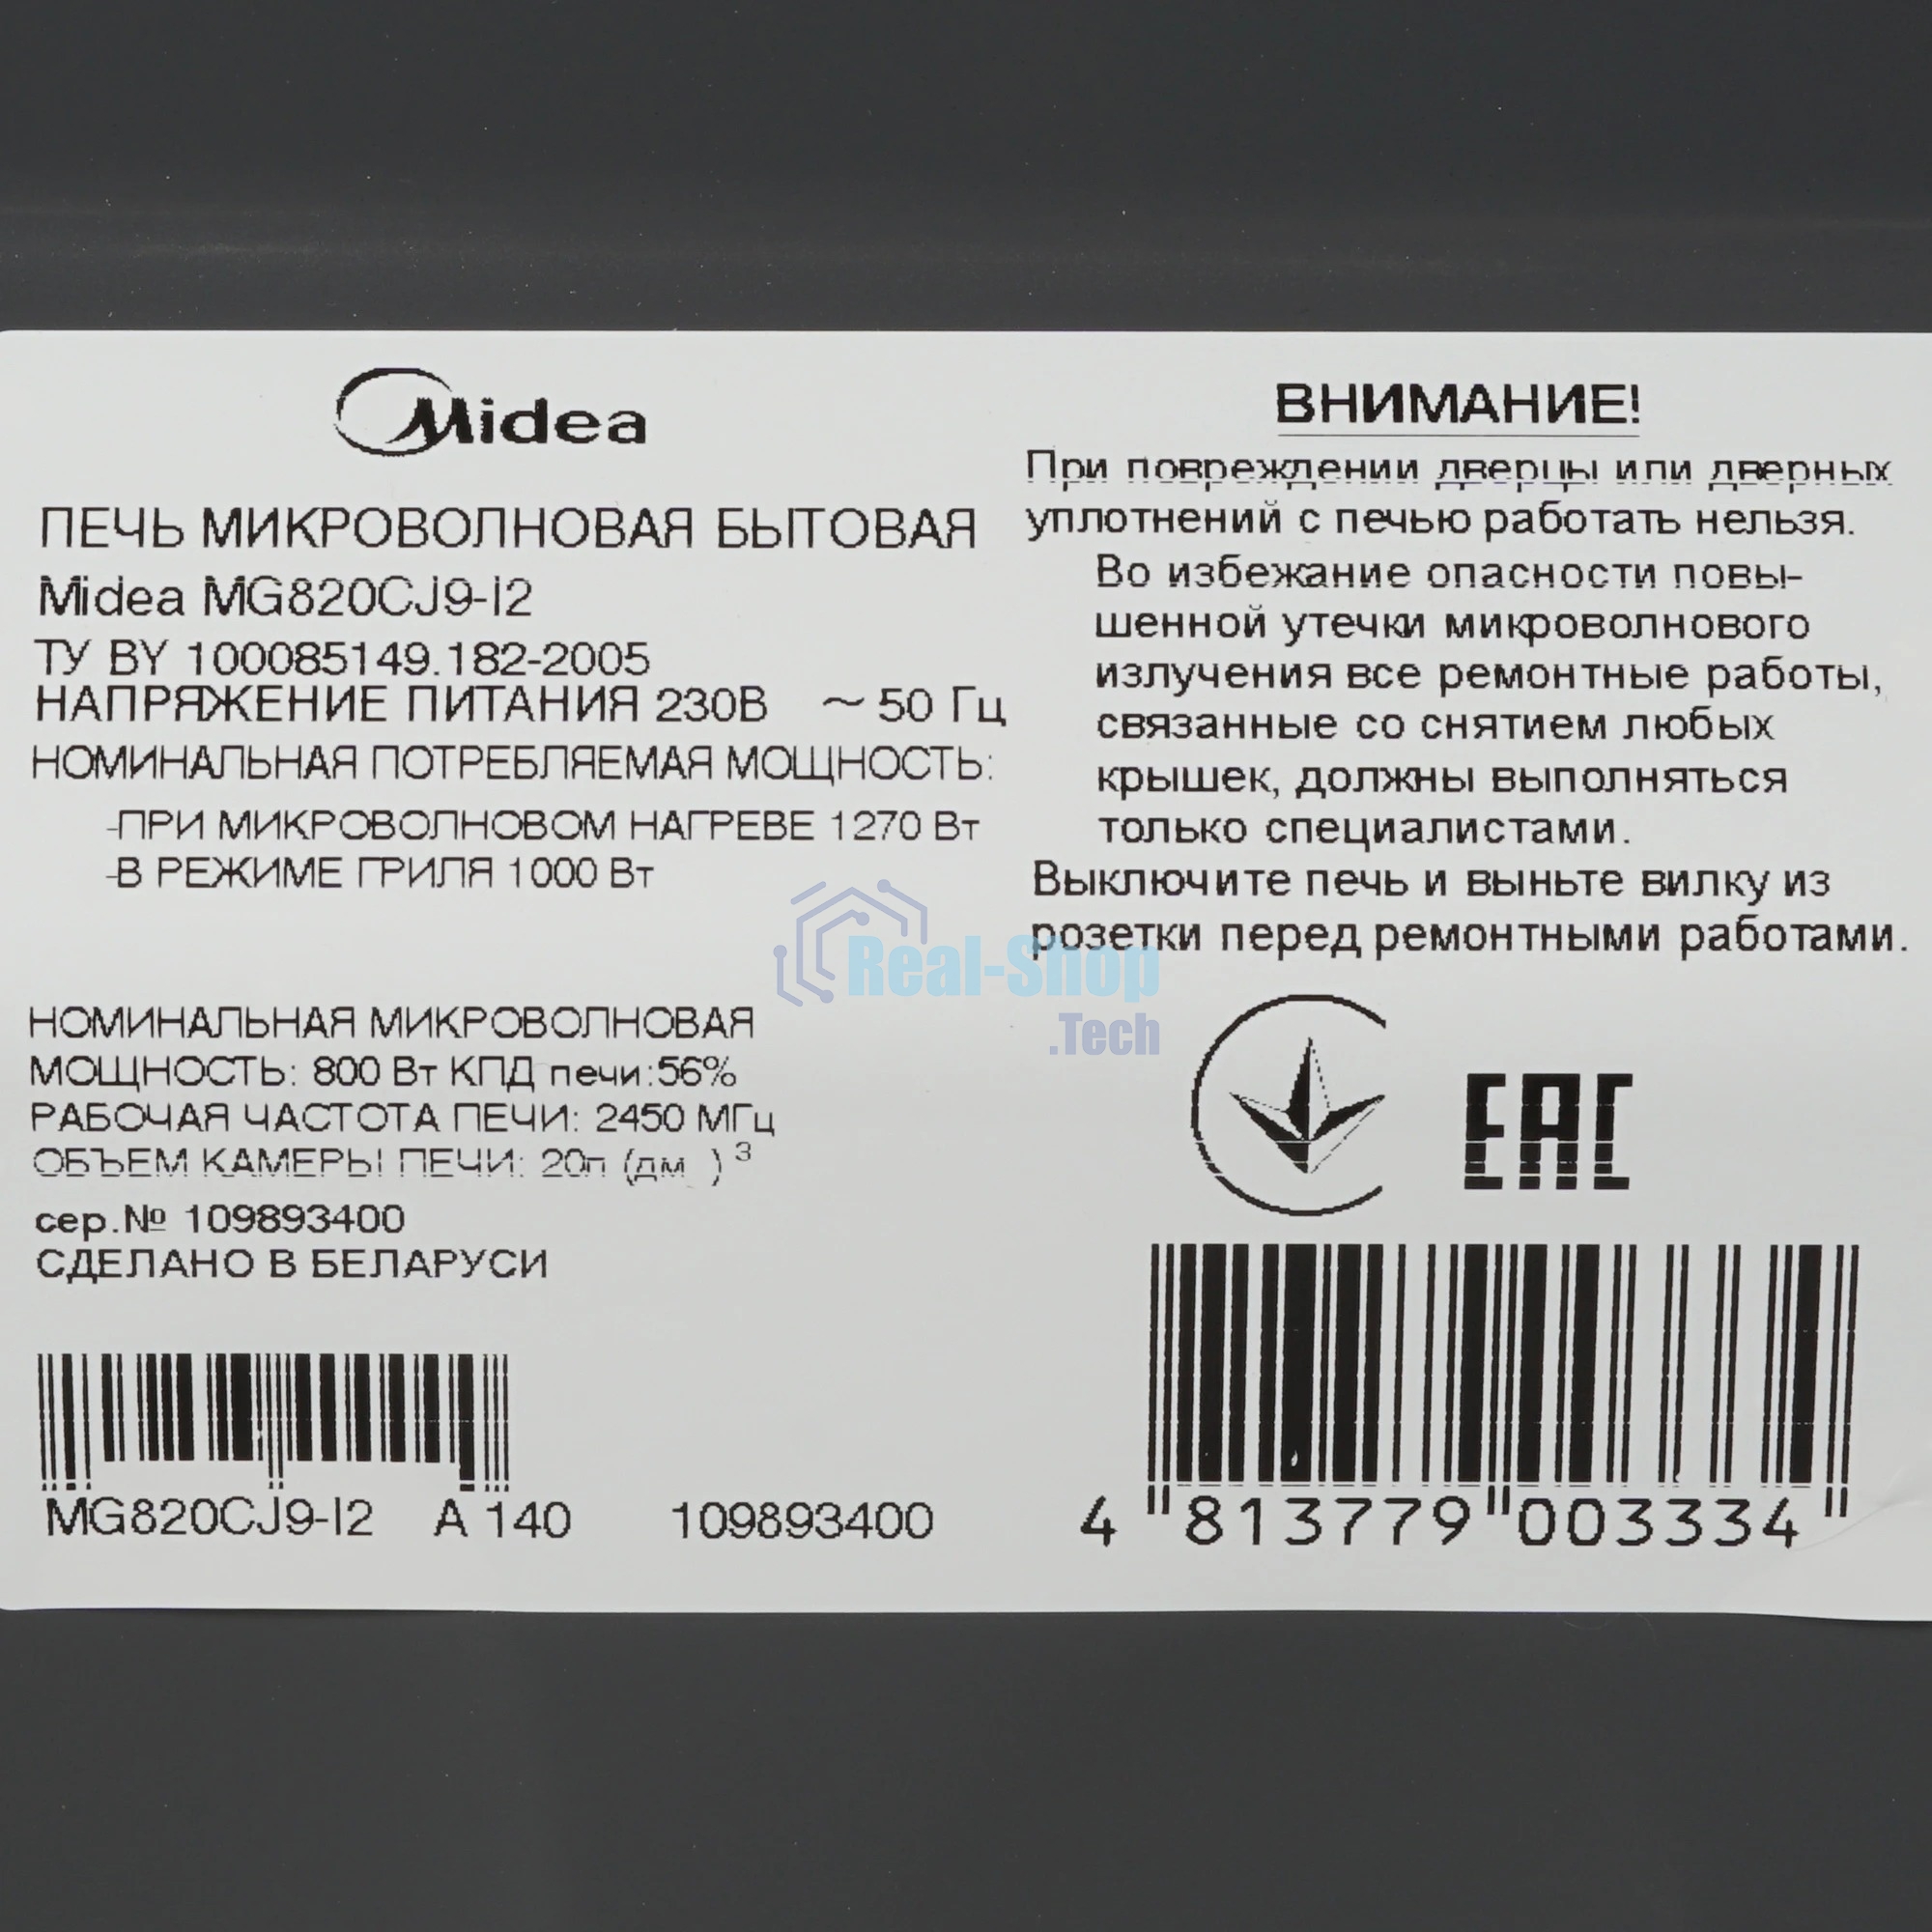 Midea
ПЕЧЬ МИКРОВОЛНОВАЯ БЫТОВАЯ
Midea MG820CJ9-I2
ТУ BY 100085149.182-2005
НАПРЯЖЕНИЕ ПИТАНИЯ 230В ~ 50 Гц
НОМИНАЛЬНАЯ ПОТРЕБЛЯЕМАЯ МОЩНОСТЬ:
-ПРИ МИКРОВОЛНОВОМ НАГРЕВЕ 1270 Вт
-В РЕЖИМЕ ГРИЛЯ 1000 Вт
НОМИНАЛЬНАЯ МИКРОВОЛНОВАЯ
МОЩНОСТЬ: 800 Вт КПД печи:56%
РАБОЧАЯ ЧАСТОТА ПЕЧИ: 2450 МГц
ОБЪЕМ КАМЕРЫ ПЕЧИ: 20л (дм )³
сер.№ 109893400
СДЕЛАНО В БЕЛАРУСИ
MG820CJ9-I2 A 140 109893400
ВНИМАНИЕ!
При повреждении дверцы или дверных
уплотнений с печью работать нельзя.
Во избежание опасности повы-
шенной утечки микроволнового
излучения все ремонтные работы,
связанные со снятием любых
крышек, должны выполняться
только специалистами.
Выключите печь и выньте вилку из
розетки перед ремонтными работами.
Real-Shop
.Tech
EAC
4 "813779"003334"